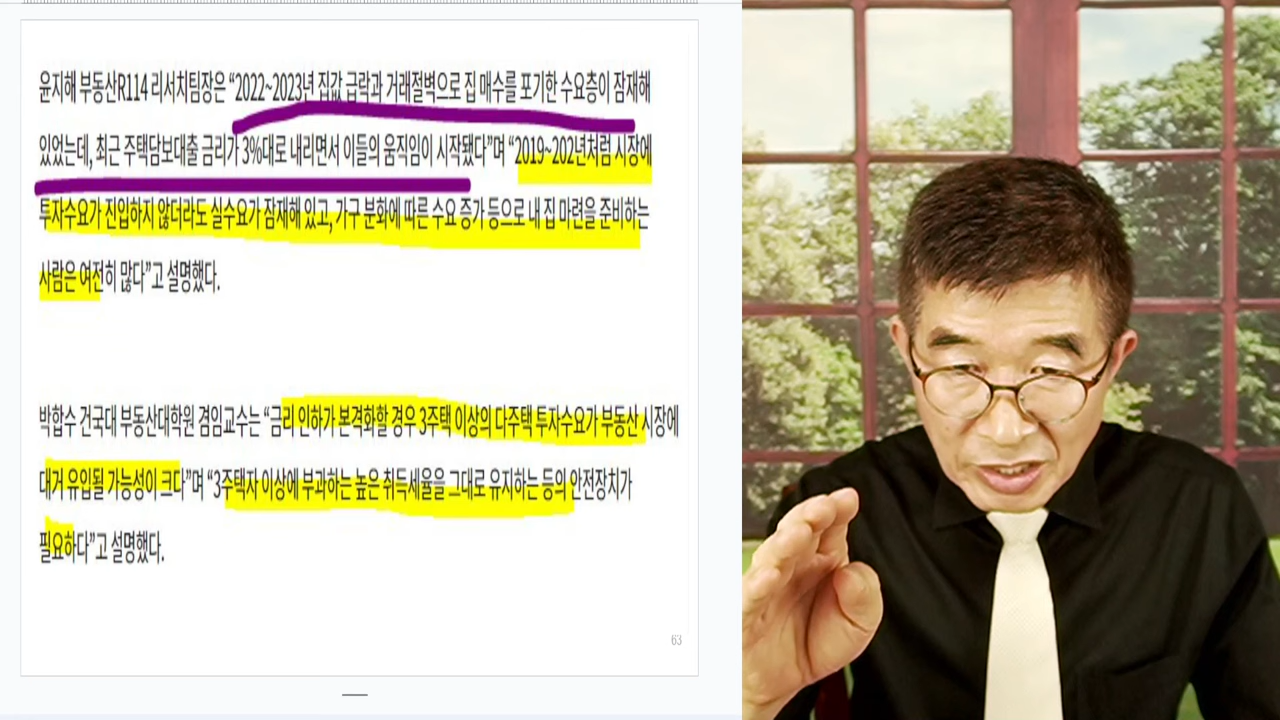 윤지해 부동산R114 리서치팀장은 “2022~2023년 집값 급락과 거래절벽으로 집 매수를 포기한 수요층이 잠재해
있었는데, 최근 주택담보대출 금리가 3%대로 내리면서 이들의 움직임이 시작됐다”며 “2019~202년처럼 시장에
투자수요가 진입하지 않더라도 실수요가 잠재해 있고, 가구 분화에 따른 수요 증가 등으로 내 집 마련을 준비하는
사람은 여전히 많다”고 설명했다.
박합수 건국대 부동산대학원 겸임교수는 “금리 인하가 본격화할 경우 3주택 이상의 다주택 투자수요가 부동산 시장에
대거 유입될 가능성이 크다”며 “3주택자 이상에 부과하는 높은 취득세율을 그대로 유지하는 등의 안전장치가
필요하다”고 설명했다.
63